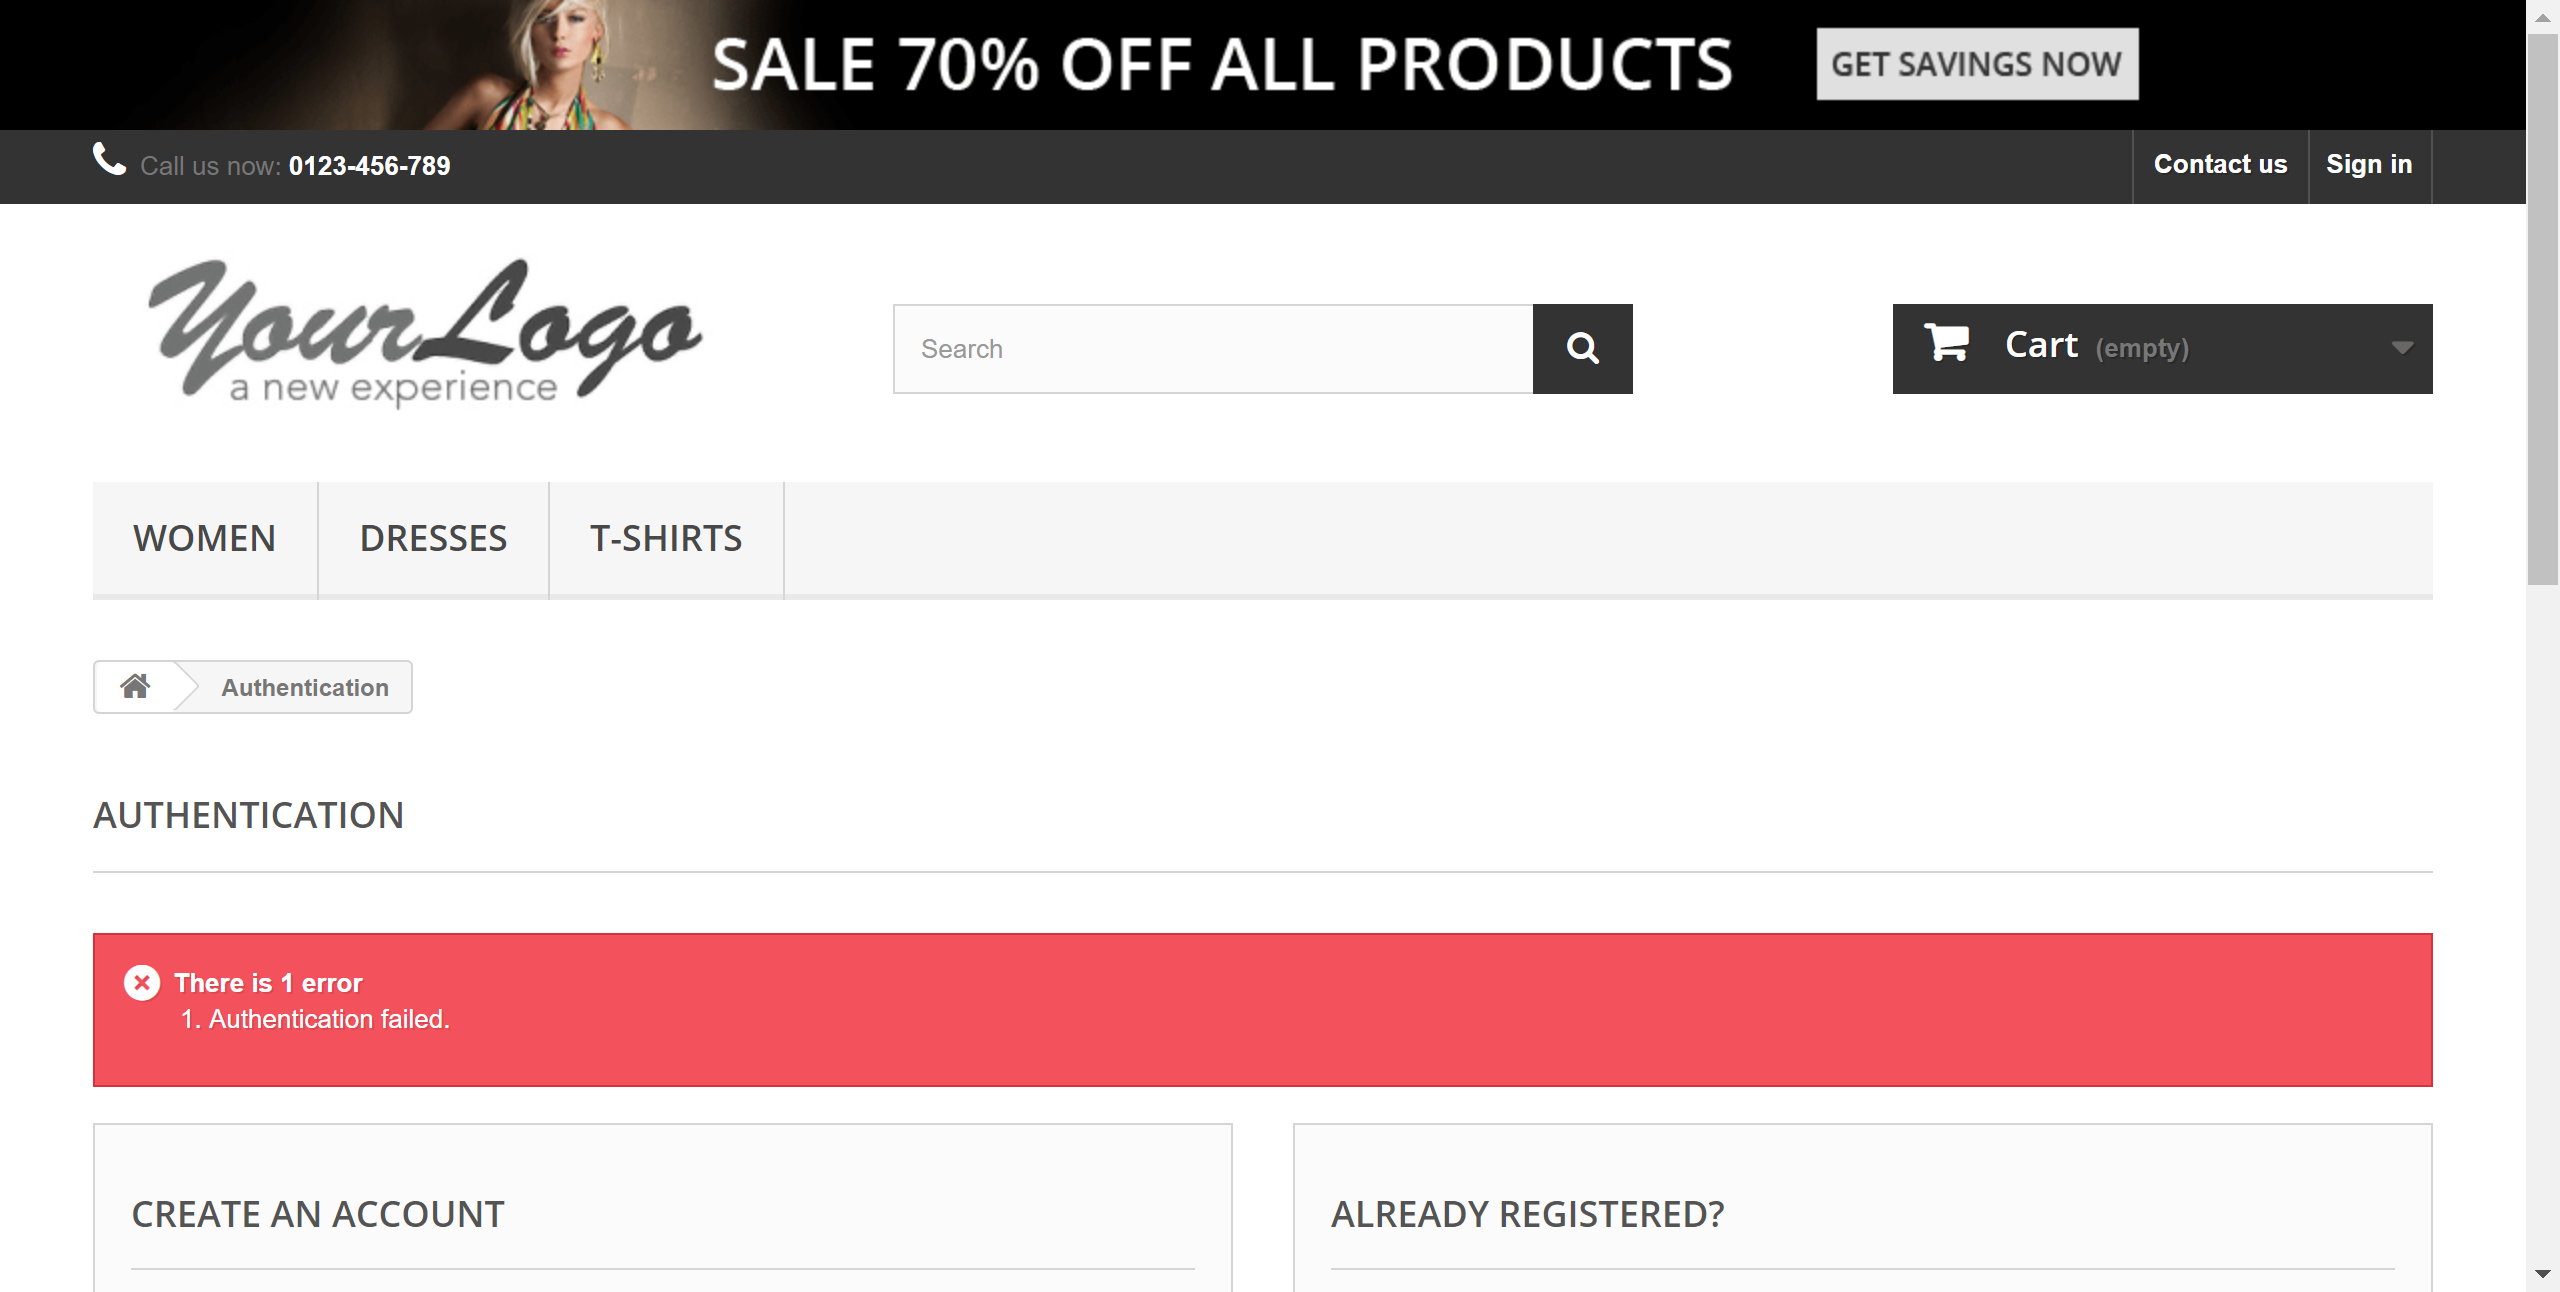 SALE 70% OFF ALL PRODUCTS GET SAVINGS NOW
Call us now: 0123-456-789 Contact us Sign in
YourLogo
a new experience
Search
Cart (empty)
WOMEN DRESSES T-SHIRTS
Authentication
AUTHENTICATION
There is 1 error
1. Authentication failed.
CREATE AN ACCOUNT
ALREADY REGISTERED?